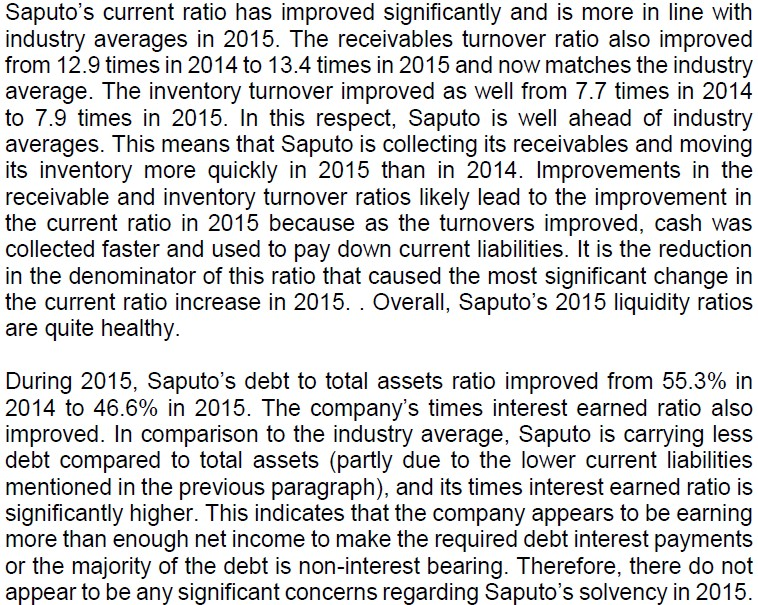 Saputo's current ratio has improved significantly and is more in line with
industry averages in 2015. The receivables turnover ratio also improved
from 12.9 times in 2014 to 13.4 times in 2015 and now matches the industry
average. The inventory turnover improved as well from 7.7 times in 2014
to 7.9 times in 2015. In this respect, Saputo is well ahead of industry
averages. This means that Saputo is collecting its receivables and moving
its inventory more quickly in 2015 than in 2014. Improvements in the
receivable and inventory turnover ratios likely lead to the improvement in
the current ratio in 2015 because as the turnovers improved, cash was
collected faster and used to pay down current liabilities. It is the reduction
in the denominator of this ratio that caused the most significant change in
the current ratio increase in 2015. . Overall, Saputo's 2015 liquidity ratios
are quite healthy.

During 2015, Saputo's debt to total assets ratio improved from 55.3% in
2014 to 46.6% in 2015. The company's times interest earned ratio also
improved. In comparison to the industry average, Saputo is carrying less
debt compared to total assets (partly due to the lower current liabilities
mentioned in the previous paragraph), and its times interest earned ratio is
significantly higher. This indicates that the company appears to be earning
more than enough net income to make the required debt interest payments
or the majority of the debt is non-interest bearing. Therefore, there do not
appear to be any significant concerns regarding Saputo's solvency in 2015.